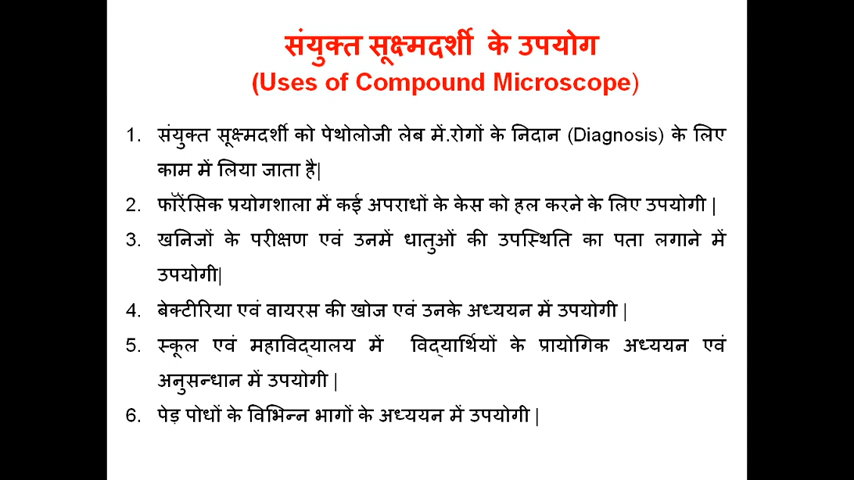 संयुक्त सूक्ष्मदर्शी के उपयोग
(Uses of Compound Microscope)
1. संयुक्त सूक्ष्मदर्शी को पेथोलोजी लेब में.रोगों के निदान (Diagnosis) के लिए
काम में लिया जाता है|
2. फॉरेंसिक प्रयोगशाला में कई अपराधों के केस को हल करने के लिए उपयोगी |
3. खनिजों के परीक्षण एवं उनमें धातुओं की उपस्थिति का पता लगाने में
उपयोगी|
4. बेक्टीरिया एवं वायरस की खोज एवं उनके अध्ययन में उपयोगी |
5. स्कूल एवं महाविद्यालय में विद्यार्थियों के प्रायोगिक अध्ययन एवं
अनुसन्धान में उपयोगी |
6. पेड़ पोधों के विभिन्न भागों के अध्ययन में उपयोगी |